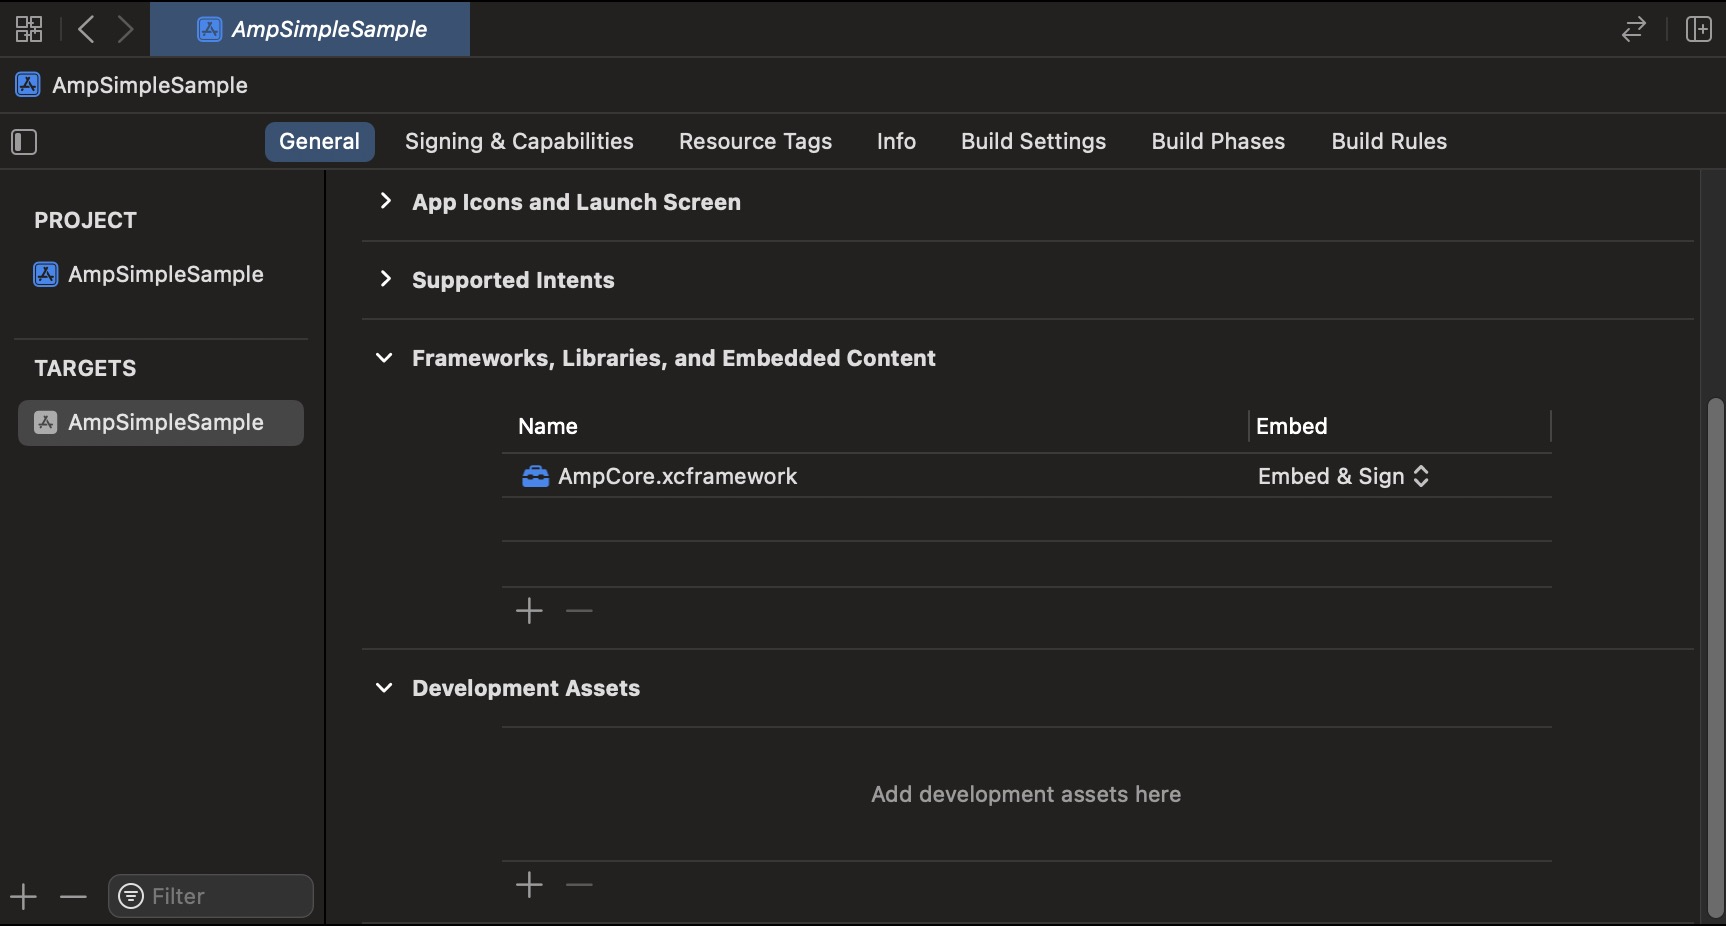 AmpSimpleSample
AmpSimpleSample
General Signing & Capabilities Resource Tags Info Build Settings Build Phases Build Rules
PROJECT
AmpSimpleSample
TARGETS
AmpSimpleSample
Filter
App Icons and Launch Screen
Supported Intents
Frameworks, Libraries, and Embedded Content
Name Embed
AmpCore.xcframework Embed & Sign
Development Assets
Add development assets here